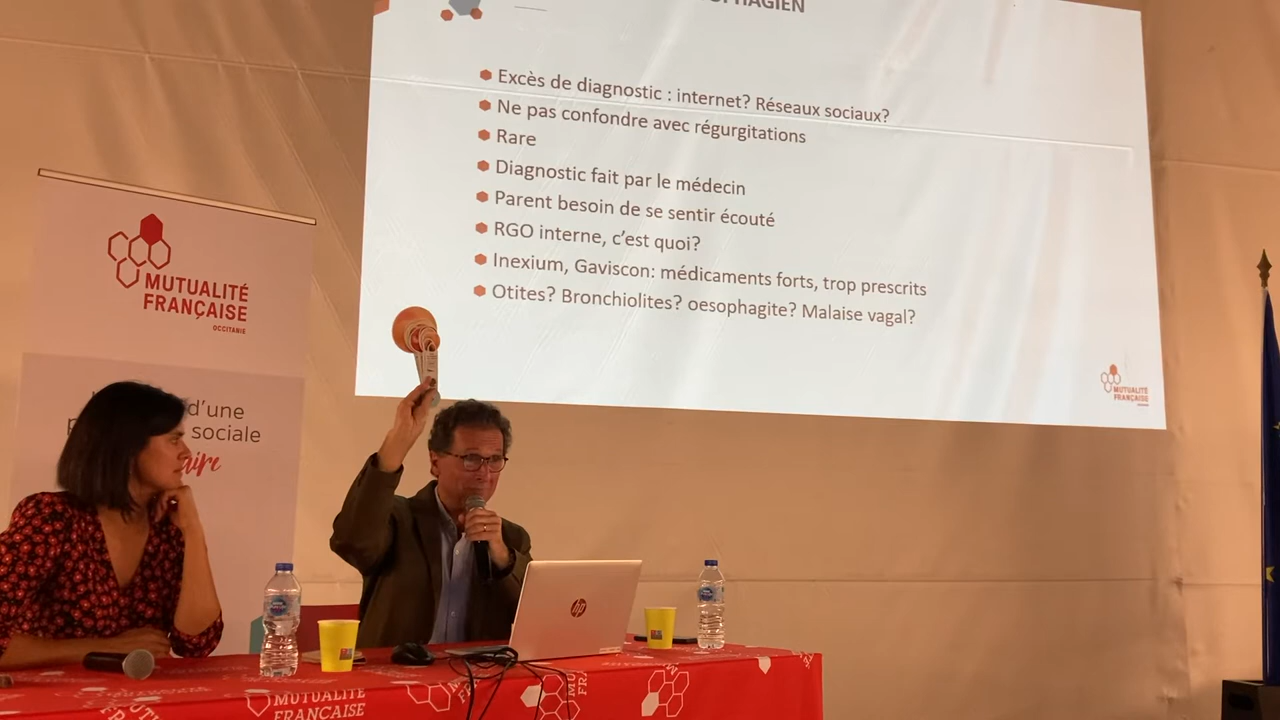 Excès de diagnostic : internet? Réseaux sociaux?
Ne pas confondre avec régurgitations
Rare
Diagnostic fait par le médecin
Parent besoin de se sentir écouté
RGO interne, c'est quoi?
Inexium, Gaviscon: médicaments forts, trop prescrits
Otites? Bronchiolites? oesophagite? Malaise vagal?
MUTUALITÉ
FRANÇAISE
MUTUALITÉ
FRANÇAISE
OCCITANIE
d'une
sociale
hp
MUTUALITÉ
FRANÇAISE